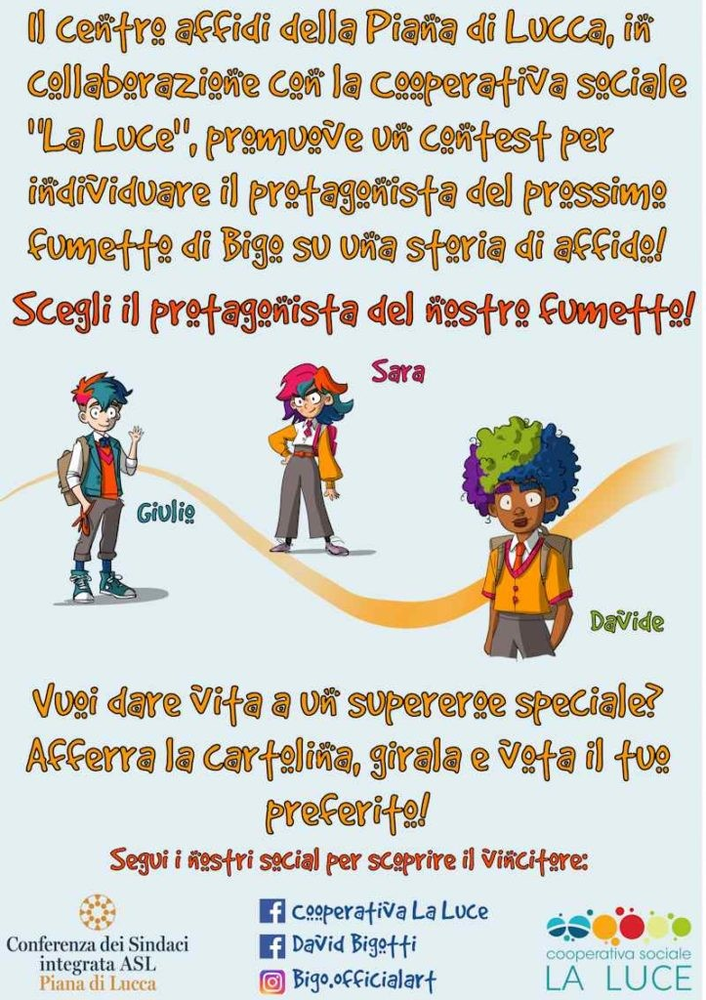 Il centro affidi della Piana di Lucca, in
collaborazione con la cooperativa sociale
"La Luce", promuove un contest per
individuare il protagonista del prossimo
fumetto di Bigo su una storia di affido!
Scegli il protagonista del nostro fumetto!
Sara
Giulio
Davide
Vuoi dare vita a un supereroe speciale?
Afferra la cartolina, girala e vota il tuo
preferito!
Segui i nostri social per scoprire il vincitore:
Cooperativa La Luce
David Bigotti
Bigo.officialart
Conferenza dei Sindaci
integrata ASL
Piana di Lucca
cooperativa sociale
LA LUCE